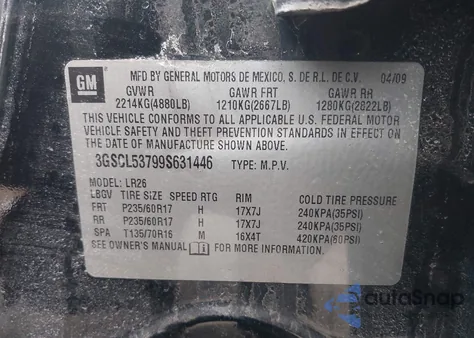 GM
MFD BY GENERAL MOTORS DE MEXICO, S. DE R.L. DE C.V. 04/09
GVWR GAWR FRT GAWR RR
2214KG(4880LB) 1210KG(2667LB) 1280KG(2822LB)
THIS VEHICLE CONFORMS TO ALL APPLICABLE U.S. FEDERAL MOTOR
VEHICLE SAFETY AND THEFT PREVENTION STANDARDS IN EFFECT ON
THE DATE OF MANUFACTURE SHOWN ABOVE.
3GSCL53799S631446 TYPE: M.P.V.
MODEL: LR26
LBGV TIRE SIZE SPEED RTG RIM COLD TIRE PRESSURE
FRT P235/60R17 H 17X7J 240KPA(35PSI)
RR P235/60R17 H 17X7J 240KPA(35PSI)
SPA T135/70R16 M 16X4T 420KPA(60PSI)
SEE OWNER'S MANUAL
autoSnap